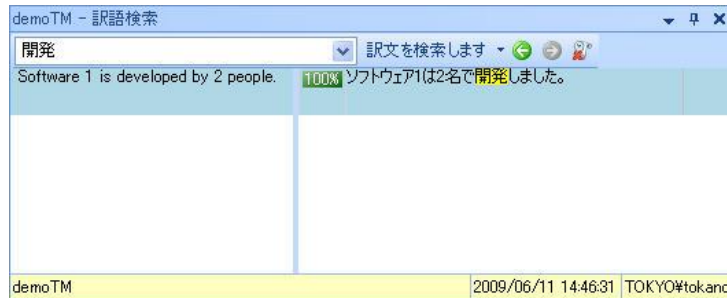 demoTM - 訳語検索
開発 訳文を検索します
Software 1 is developed by 2 people. 100% ソフトウェア1は2名で開発しました。
demoTM 2009/06/11 14:46:31 TOKYO¥tokano